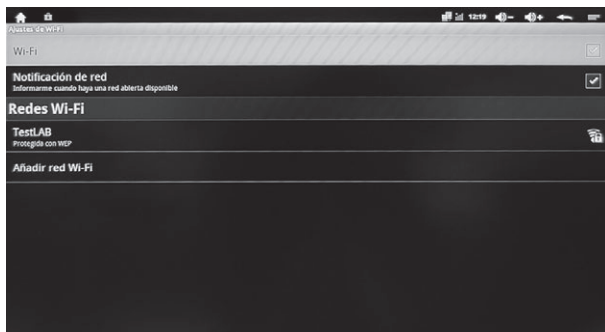 12:19
Ajustes de Wi-Fi
Wi-Fi
Notificación de red
Informarme cuando haya una red abierta disponible
Redes Wi-Fi
TestLAB
Protegida con WEP
Añadir red Wi-Fi